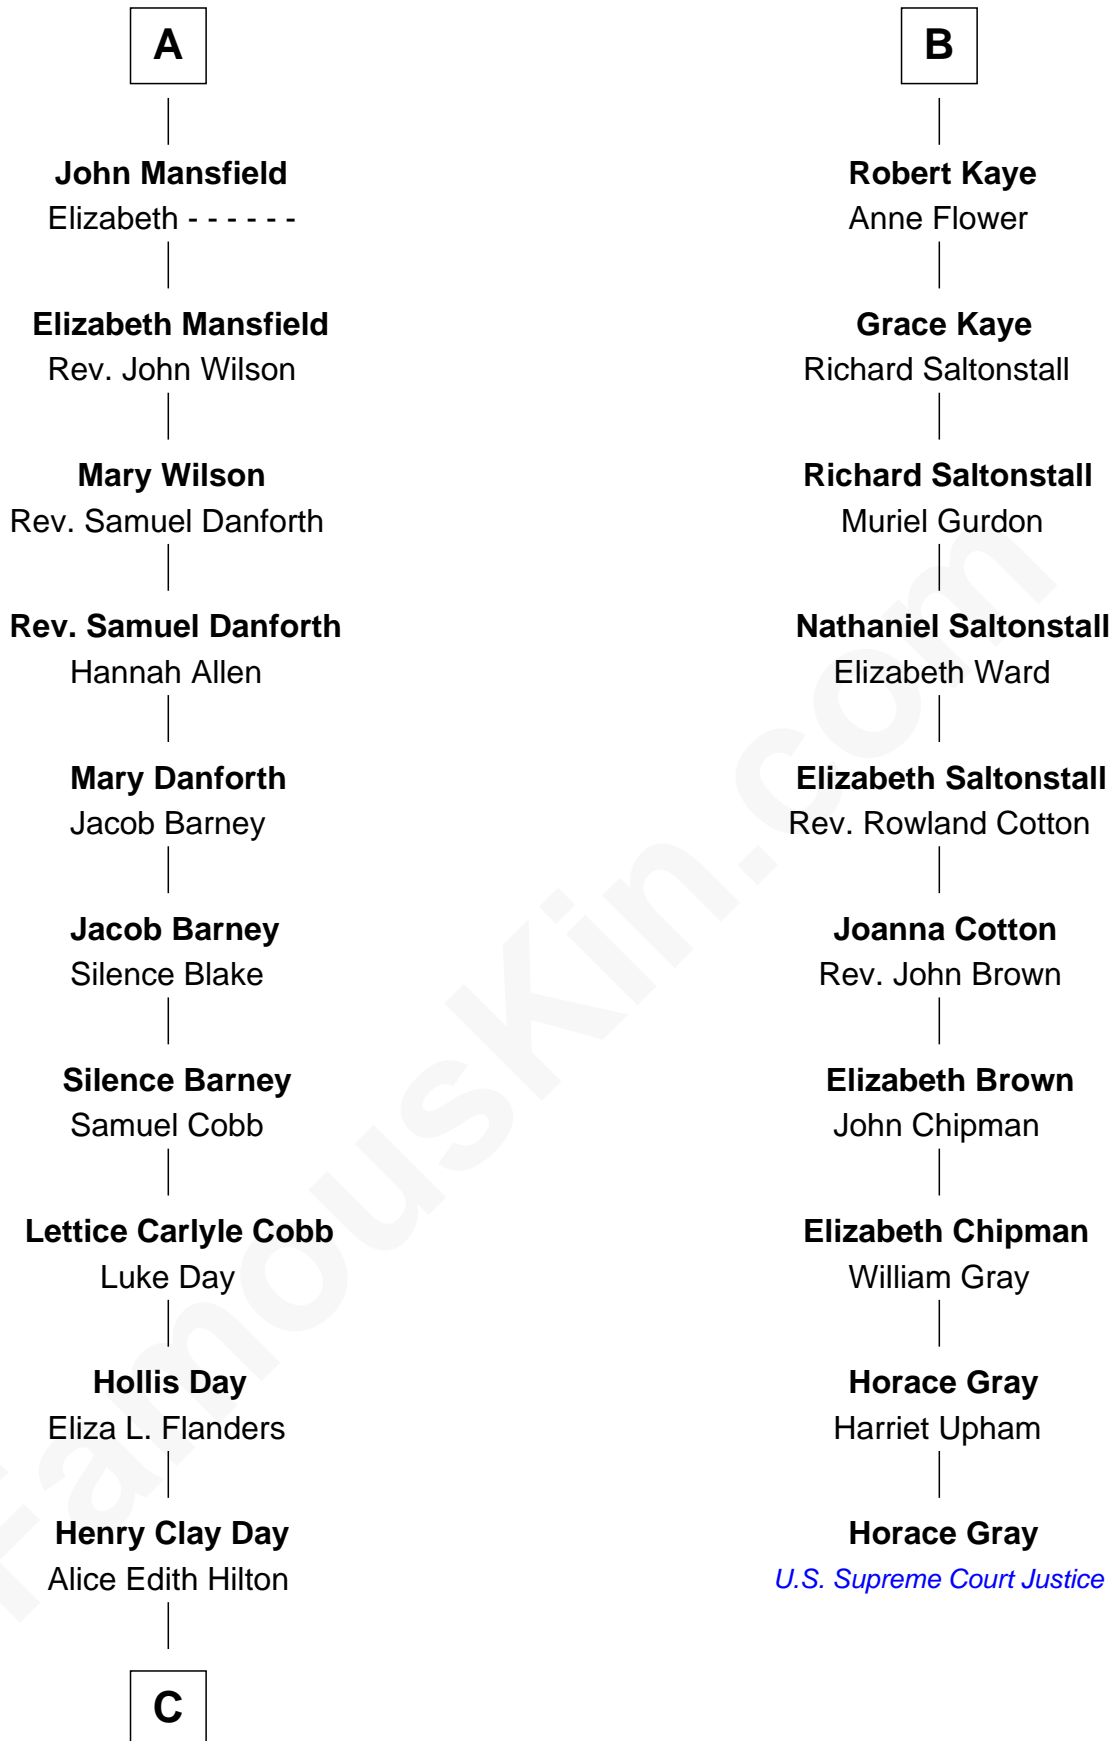 A
John Mansfield
Elizabeth - - - - - -
Elizabeth Mansfield
Rev. John Wilson
Mary Wilson
Rev. Samuel Danforth
Rev. Samuel Danforth
Hannah Allen
Mary Danforth
Jacob Barney
Jacob Barney
Silence Blake
Silence Barney
Samuel Cobb
Lettice Carlyle Cobb
Luke Day
Hollis Day
Eliza L. Flanders
Henry Clay Day
Alice Edith Hilton
C
B
Robert Kaye
Anne Flower
Grace Kaye
Richard Saltonstall
Richard Saltonstall
Muriel Gurdon
Nathaniel Saltonstall
Elizabeth Ward
Elizabeth Saltonstall
Rev. Rowland Cotton
Joanna Cotton
Rev. John Brown
Elizabeth Brown
John Chipman
Elizabeth Chipman
William Gray
Horace Gray
Harriet Upham
Horace Gray
U.S. Supreme Court Justice
FamousKin.com